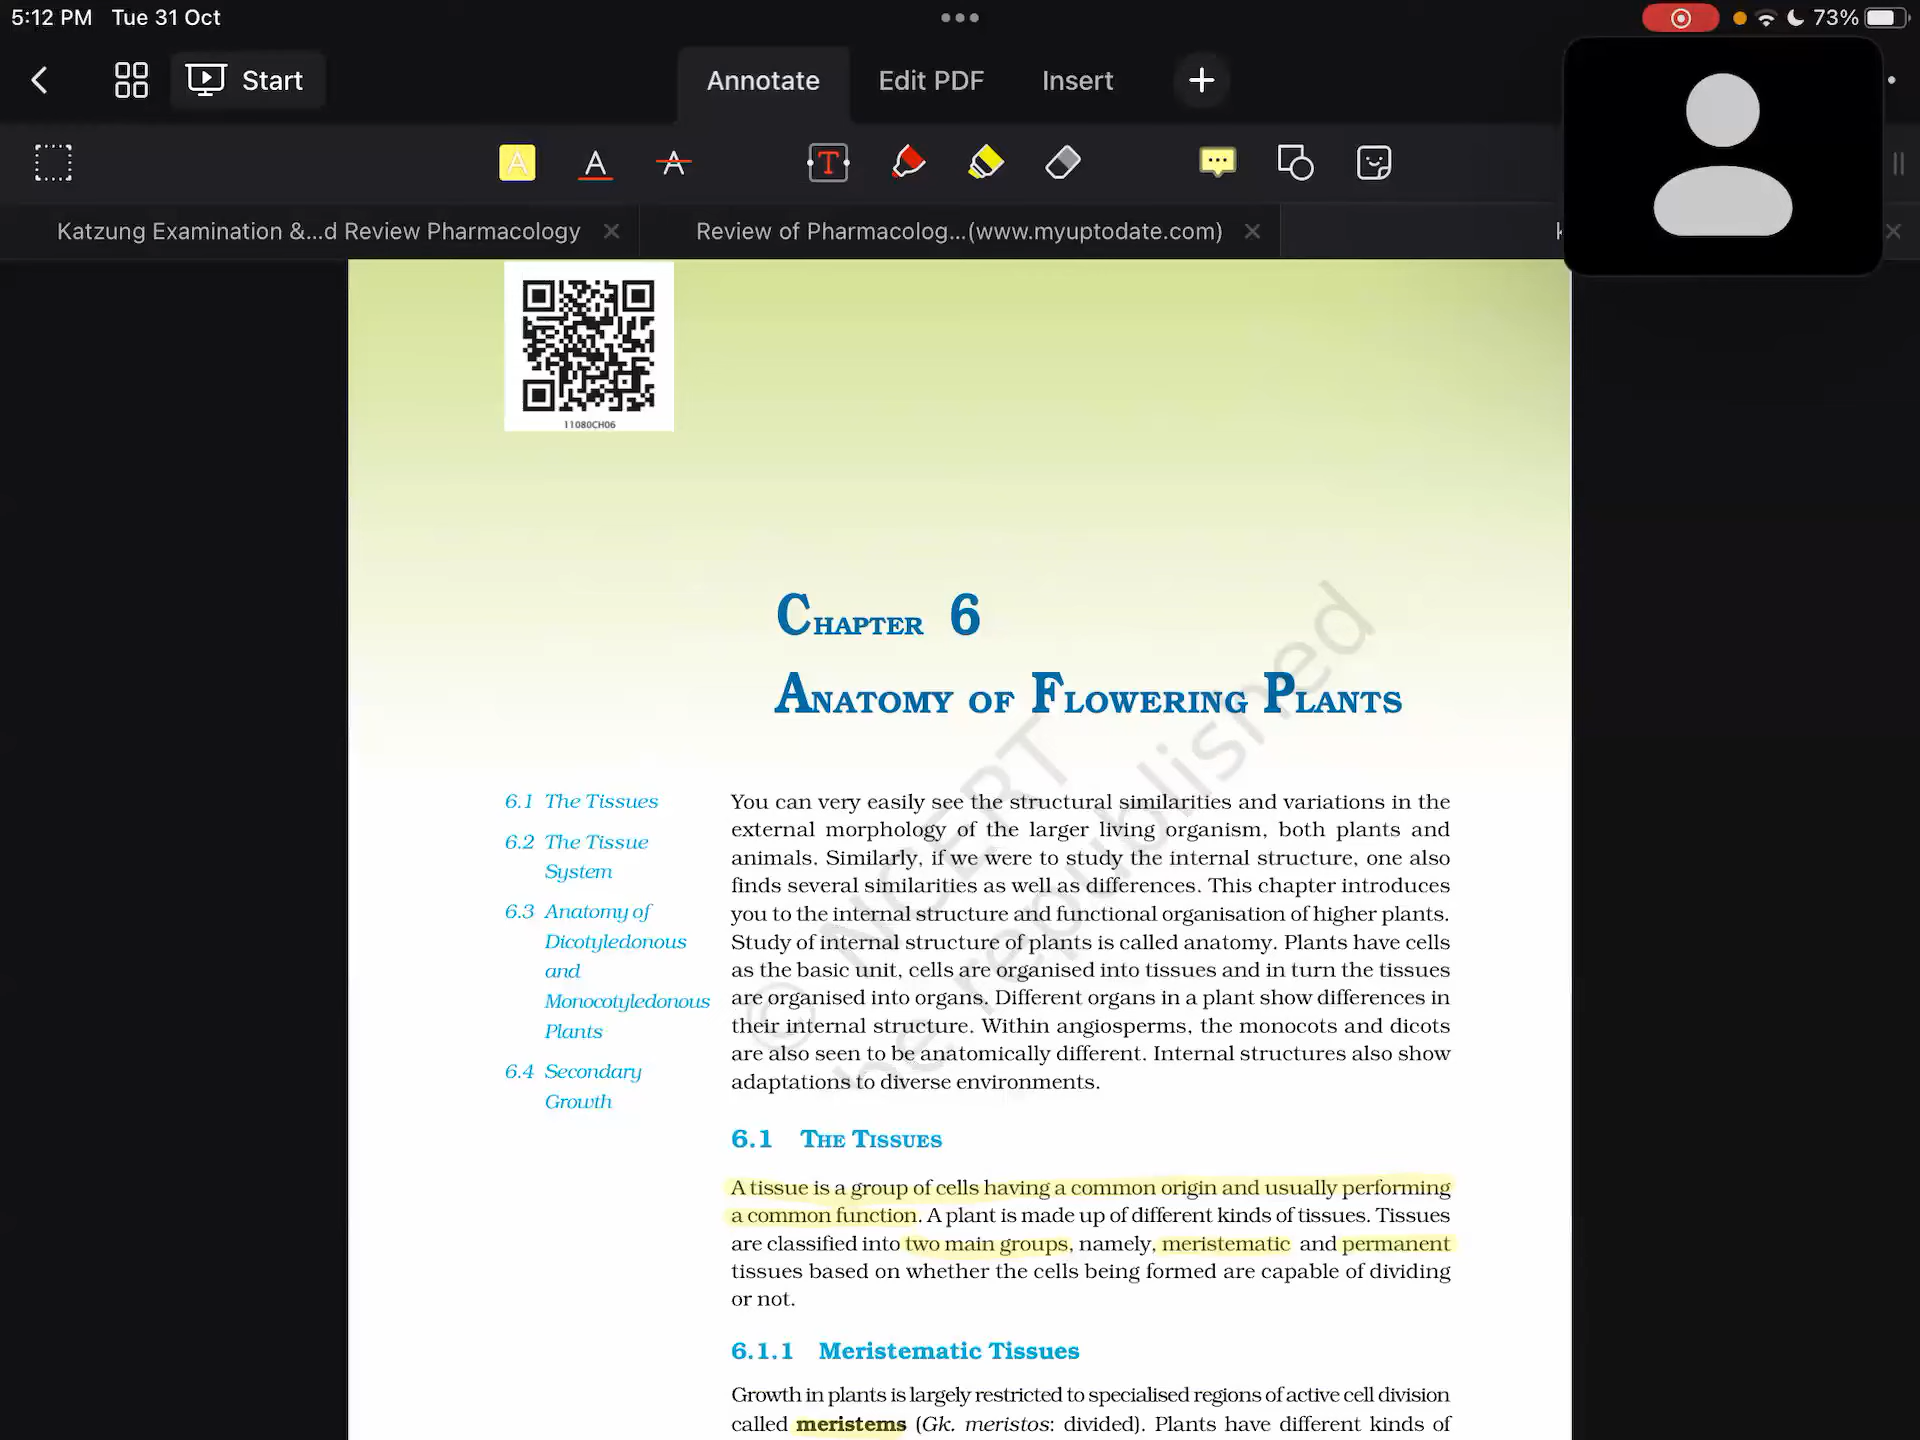 5:12 PM Tue 31 Oct
73%
Start
Annotate
Edit PDF
Insert
Katzung Examination &...d Review Pharmacology
Review of Pharmacolog...(www.myuptodate.com)
11080CH06
CHAPTER 6
ANATOMY OF FLOWERING PLANTS
6.1 The Tissues
6.2 The Tissue
System
6.3 Anatomy of
Dicotyledonous
and
Monocotyledonous
Plants
6.4 Secondary
Growth
You can very easily see the structural similarities and variations in the
external morphology of the larger living organism, both plants and
animals. Similarly, if we were to study the internal structure, one also
finds several similarities as well as differences. This chapter introduces
you to the internal structure and functional organisation of higher plants.
Study of internal structure of plants is called anatomy. Plants have cells
as the basic unit, cells are organised into tissues and in turn the tissues
are organised into organs. Different organs in a plant show differences in
their internal structure. Within angiosperms, the monocots and dicots
are also seen to be anatomically different. Internal structures also show
adaptations to diverse environments.
6.1 THE TISSUES
A tissue is a group of cells having a common origin and usually performing
a common function. A plant is made up of different kinds of tissues. Tissues
are classified into two main groups, namely, meristematic and permanent
tissues based on whether the cells being formed are capable of dividing
or not.
6.1.1 Meristematic Tissues
Growth in plants is largely restricted to specialised regions of active cell division
called meristems (Gk. meristos: divided). Plants have different kinds of
© NCERT
be republished